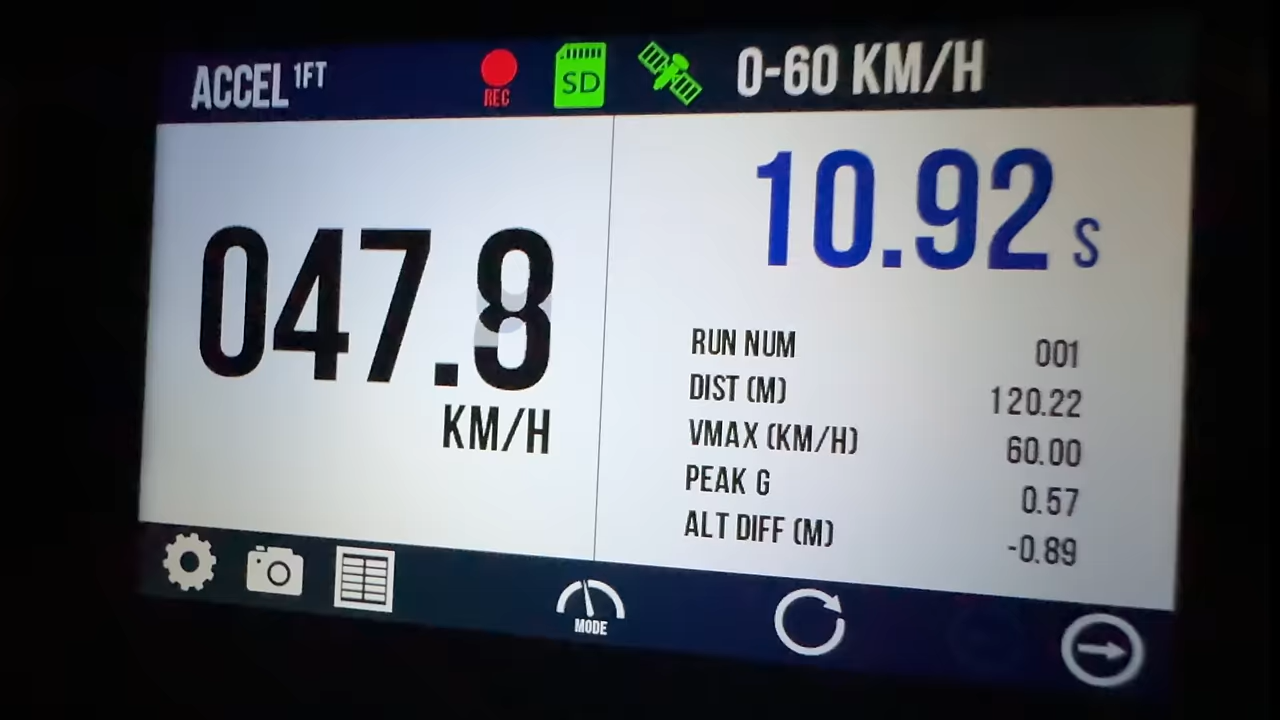 ACCEL 1FT
REC
SD
0-60 KM/H
047.8
KM/H
10.92 S
RUN NUM 001
DIST (M) 120.22
VMAX (KM/H) 60.00
PEAK G 0.57
ALT DIFF (M) -0.89
MODE